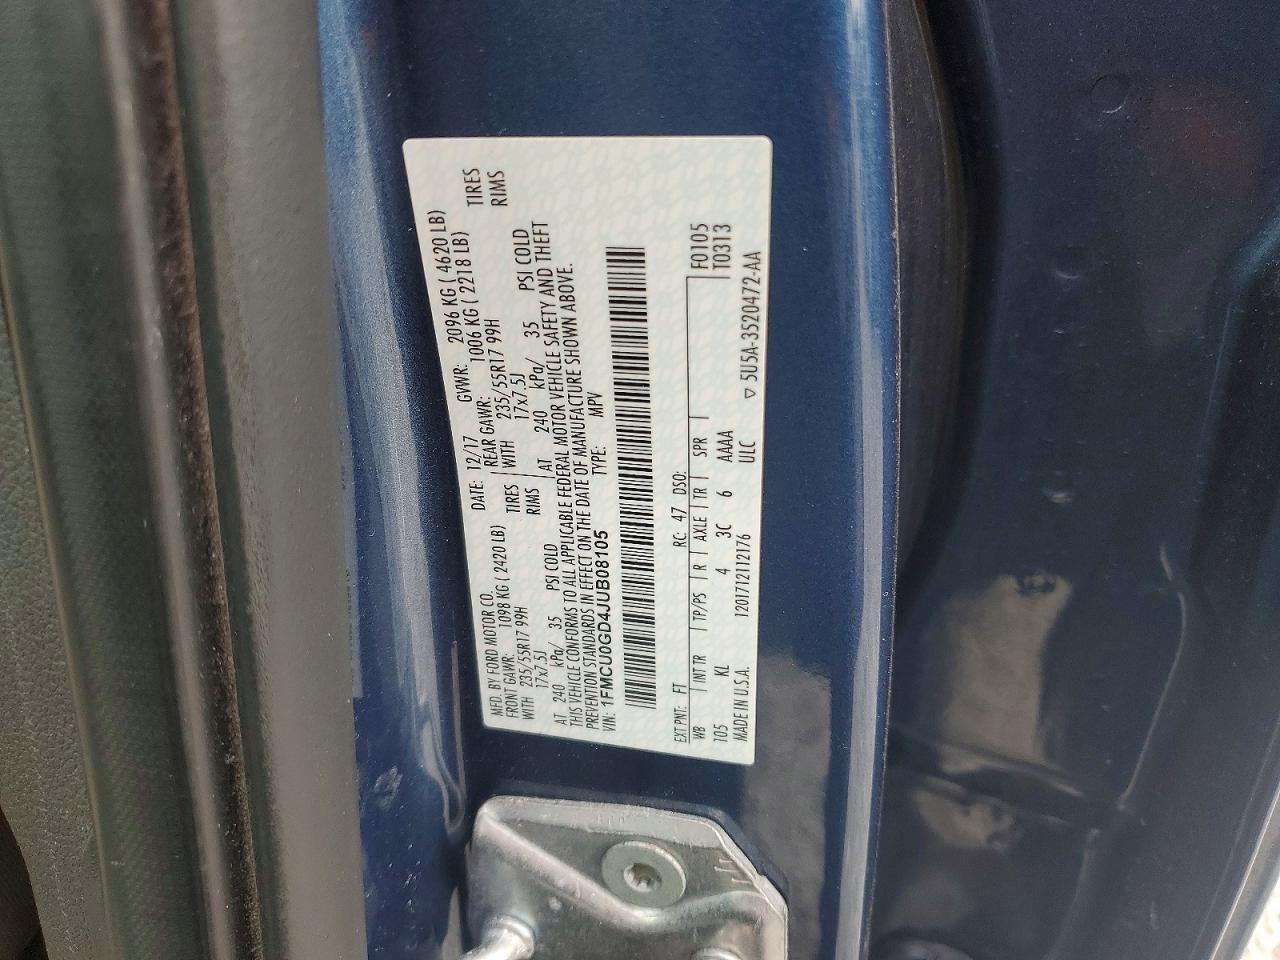 MFD. BY FORD MOTOR CO.
DATE: 12/17 GVWR: 2096 KG ( 4620 LB)
FRONT GAWR: 1098 KG ( 2420 LB) REAR GAWR: 1006 KG ( 2218 LB)
WITH 235/55R17 99H TIRES WITH 235/55R17 99H TIRES
17x7.5J RIMS 17x7.5J RIMS
AT 240 kPa/ 35 PSI COLD AT 240 kPa/ 35 PSI COLD
THIS VEHICLE CONFORMS TO ALL APPLICABLE FEDERAL MOTOR VEHICLE SAFETY AND THEFT
PREVENTION STANDARDS IN EFFECT ON THE DATE OF MANUFACTURE SHOWN ABOVE.
VIN: 1FMCU0GD4JUB08105 TYPE: MPV
EXT PNT: FT RC: 47 DSO: F0105
WB INT TR TP/PS R AXLE TR SPR T0313
105 KL 4 3C 6 AAAA
MADE IN U.S.A. 1201712112176 ULC ▽ 5U5A-3520472-AA